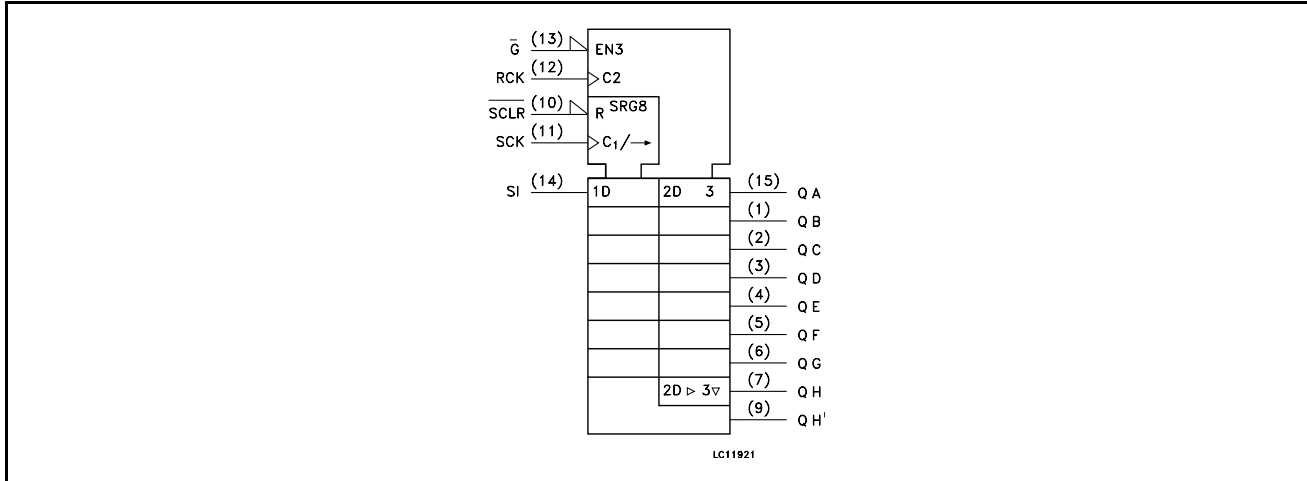 G̅ (13) EN3
RCK (12) C2
S̅C̅L̅R̅ (10) R SRG8
SCK (11) C1/→
SI (14) 1D 2D 3 (15) QA
(1) QB
(2) QC
(3) QD
(4) QE
(5) QF
(6) QG
2D ▷ 3▽ (7) QH
(9) QH'
LC11921